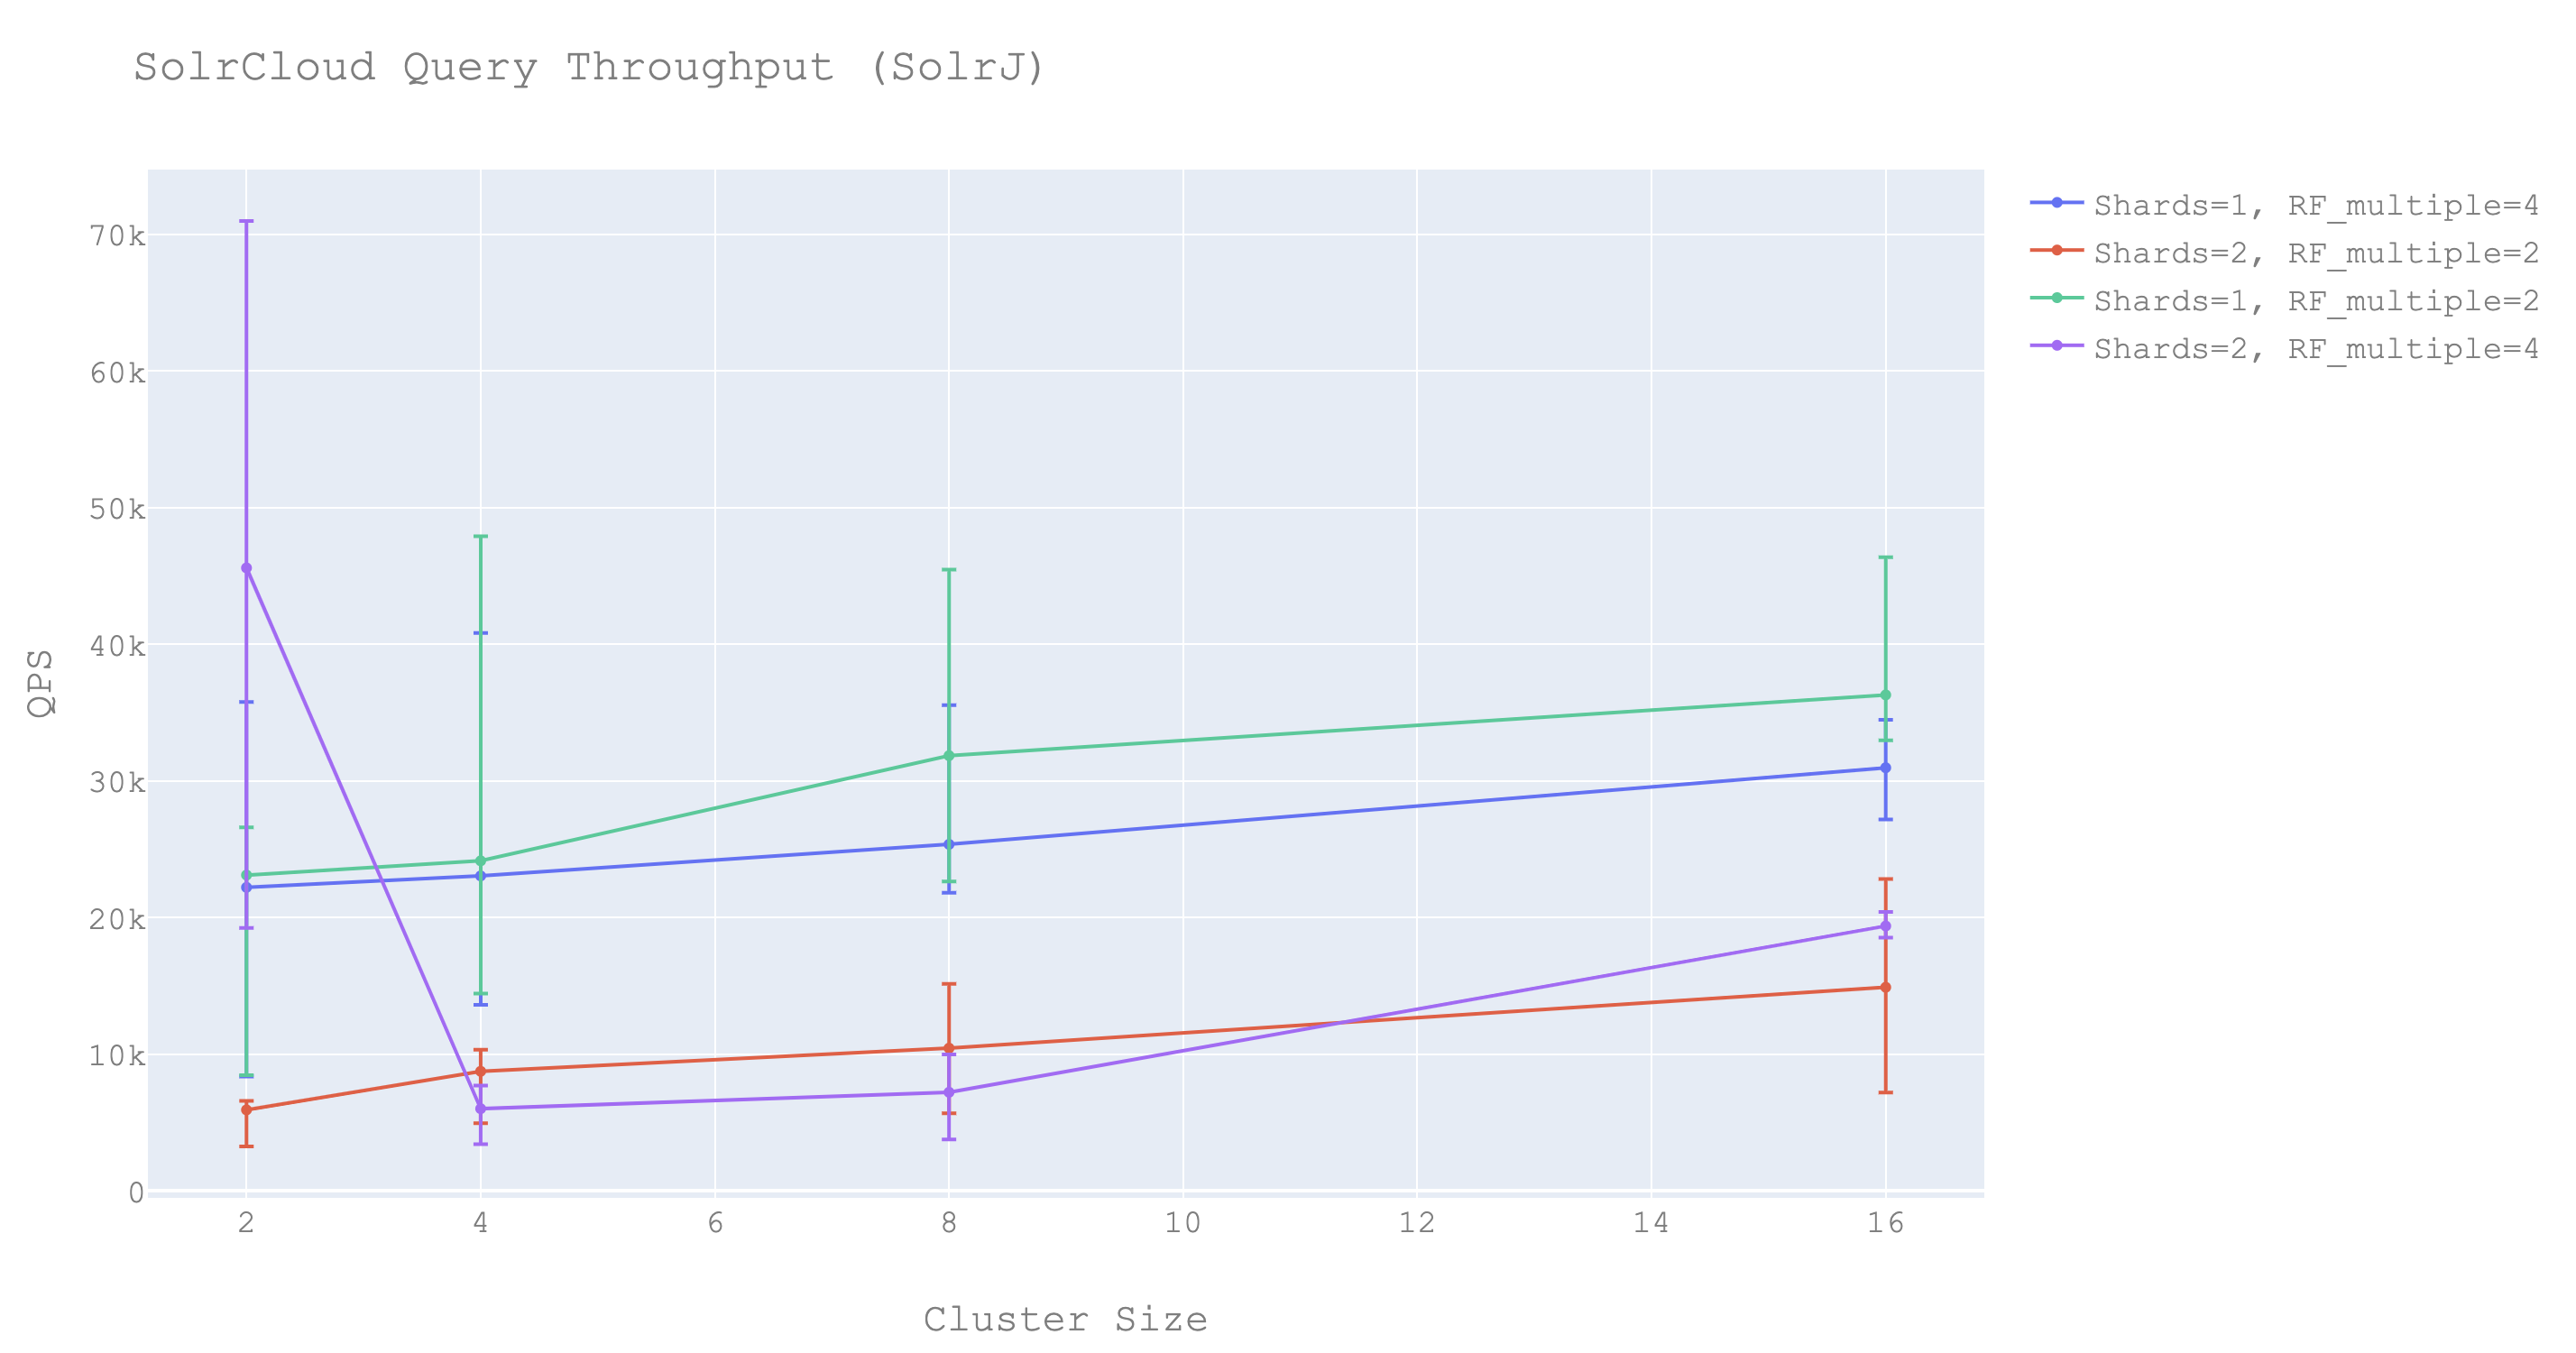 SolrCloud Query Throughput (SolrJ)
Shards=1, RF_multiple=4
Shards=2, RF_multiple=2
Shards=1, RF_multiple=2
Shards=2, RF_multiple=4
70k
60k
50k
40k
30k
20k
10k
0
QPS
2 4 6 8 10 12 14 16
Cluster Size